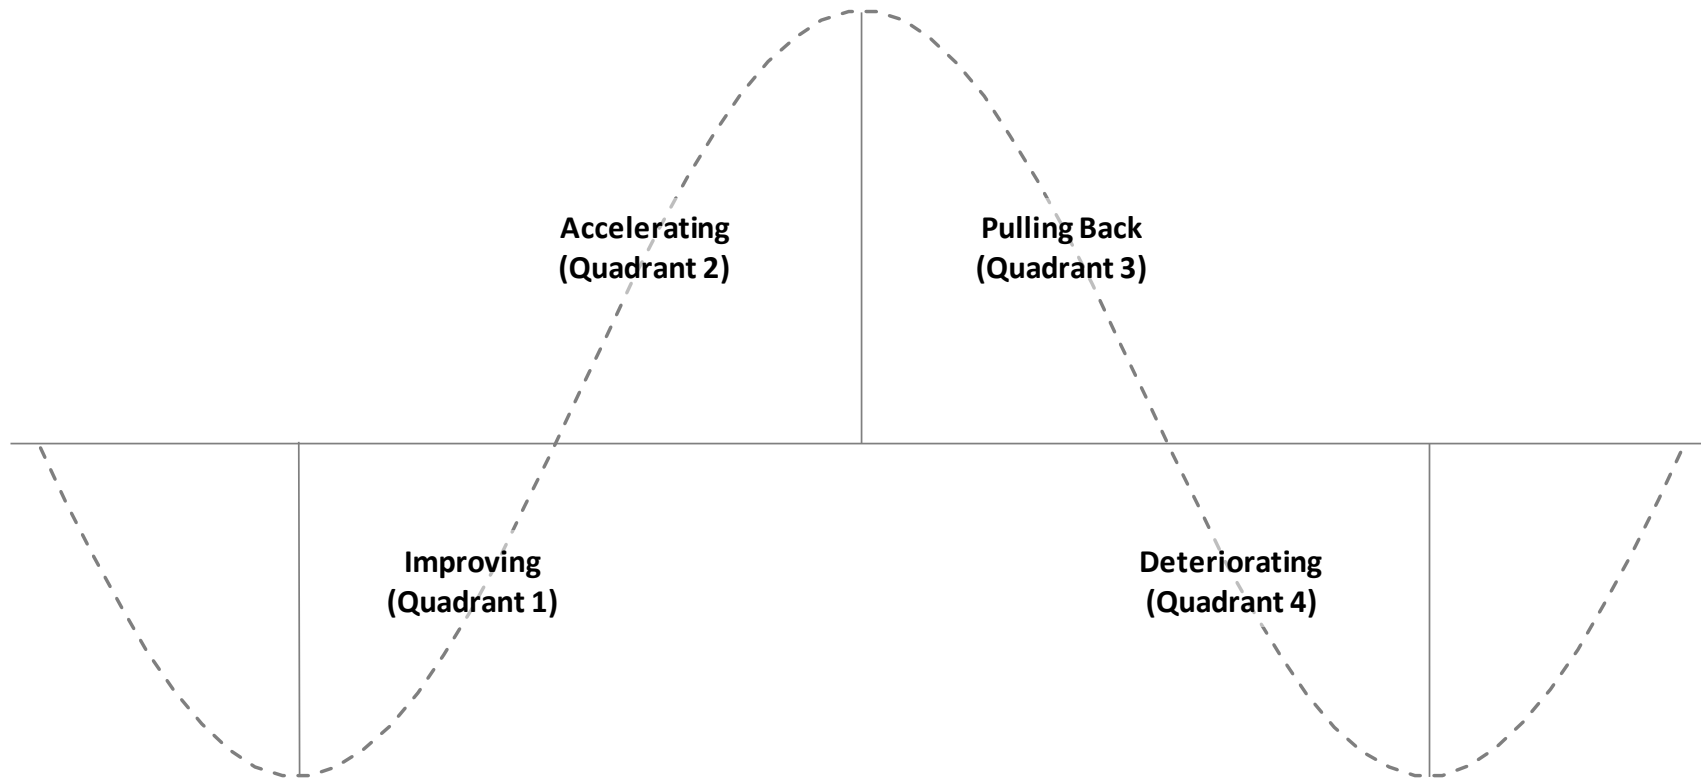 Accelerating
(Quadrant 2)
Pulling Back
(Quadrant 3)
Improving
(Quadrant 1)
Deteriorating
(Quadrant 4)